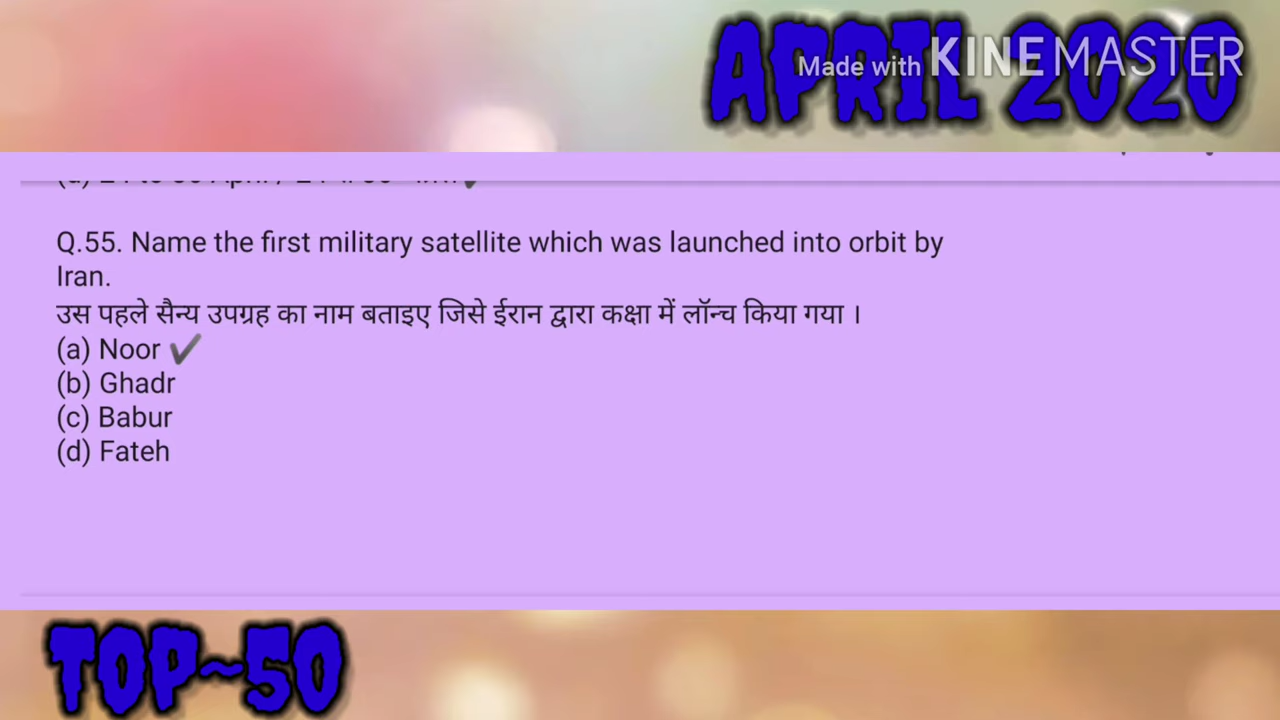 APRIL 2020
Made with KINEMASTER
Q.55. Name the first military satellite which was launched into orbit by
Iran.
उस पहले सैन्य उपग्रह का नाम बताइए जिसे ईरान द्वारा कक्षा में लॉन्च किया गया ।
(a) Noor ✔
(b) Ghadr
(c) Babur
(d) Fateh
TOP~50